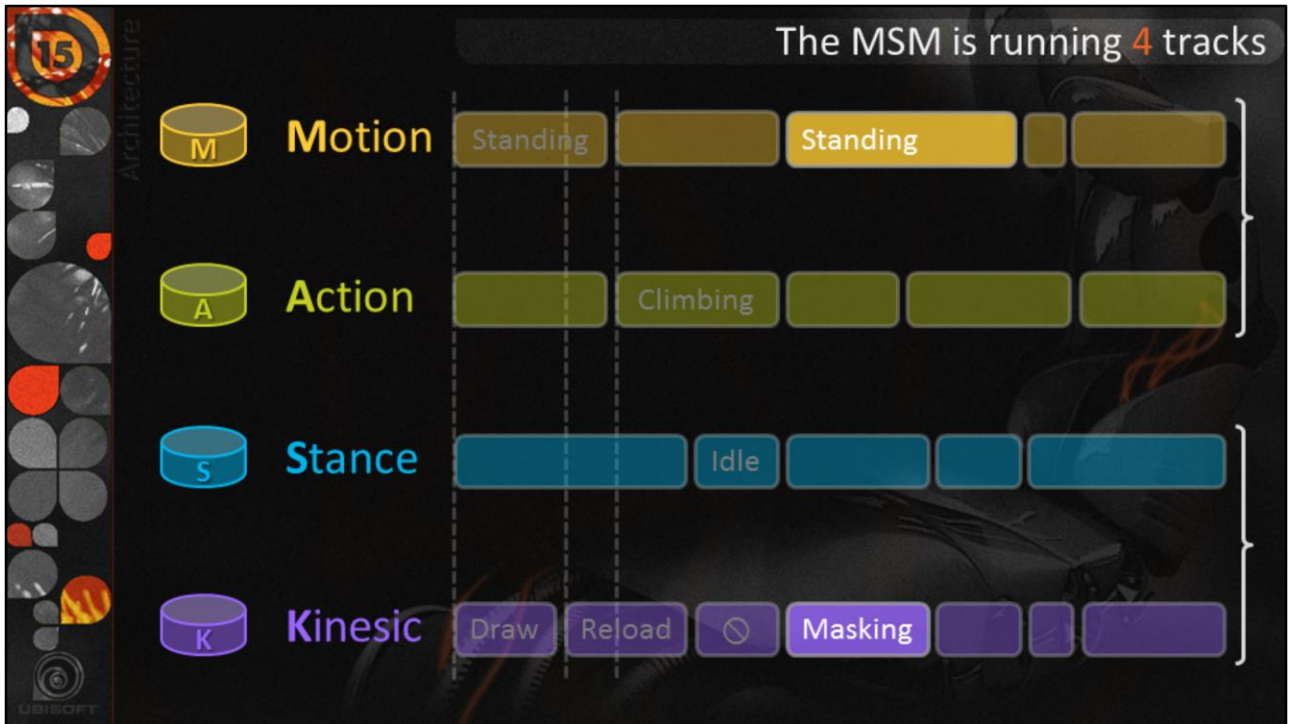 15
Architecture
The MSM is running 4 tracks
M
Motion
Standing
Standing
A
Action
Climbing
S
Stance
Idle
K
Kinesic
Draw
Reload
Masking
UBISOFT